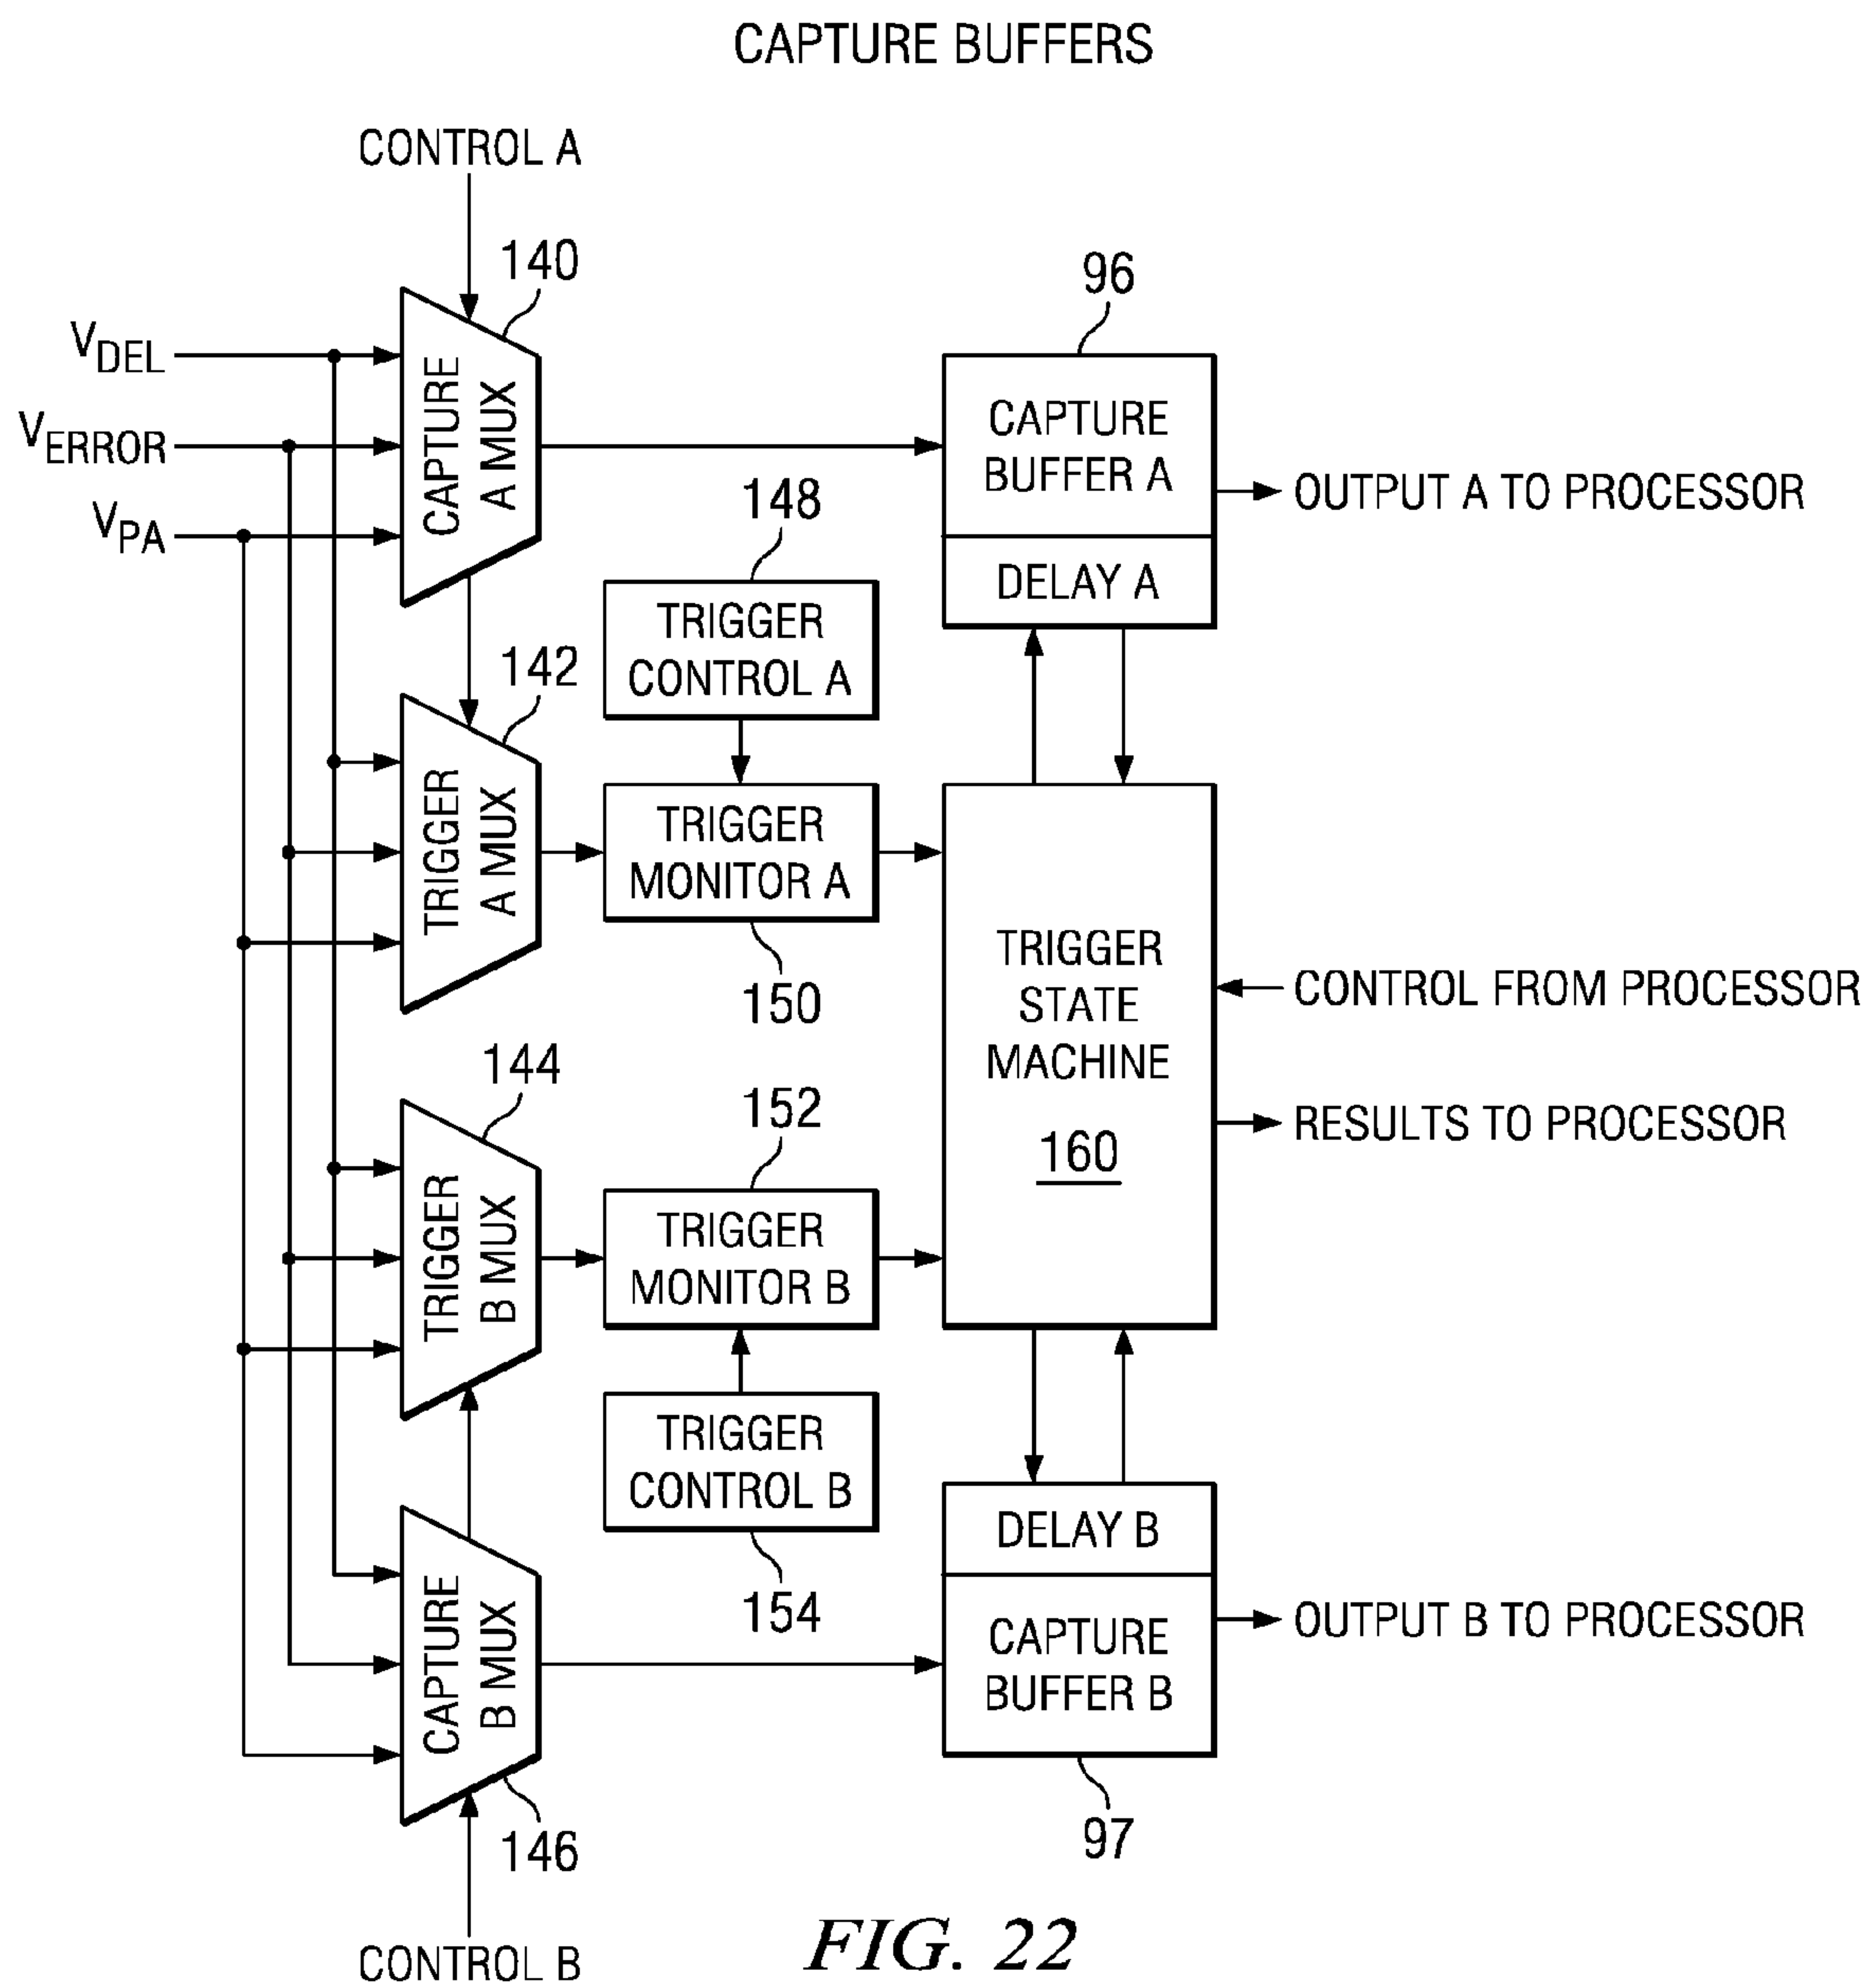 CAPTURE BUFFERS
CONTROL A
140
96
VDEL
VERROR
VPA
CAPTURE
A MUX
CAPTURE
BUFFER A
DELAY A
OUTPUT A TO PROCESSOR
148
TRIGGER
CONTROL A
142
TRIGGER
A MUX
TRIGGER
MONITOR A
150
TRIGGER
STATE
MACHINE
160
CONTROL FROM PROCESSOR
RESULTS TO PROCESSOR
144
152
TRIGGER
B MUX
TRIGGER
MONITOR B
TRIGGER
CONTROL B
154
DELAY B
CAPTURE
BUFFER B
OUTPUT B TO PROCESSOR
CAPTURE
B MUX
146
97
CONTROL B
FIG. 22